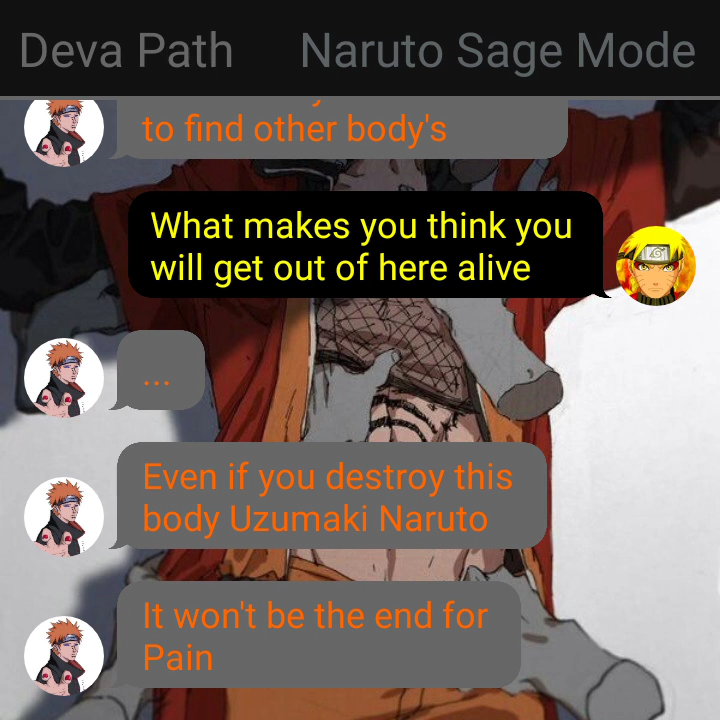 Deva Path Naruto Sage Mode
to find other body's
What makes you think you
will get out of here alive
...
Even if you destroy this
body Uzumaki Naruto
It won't be the end for
Pain